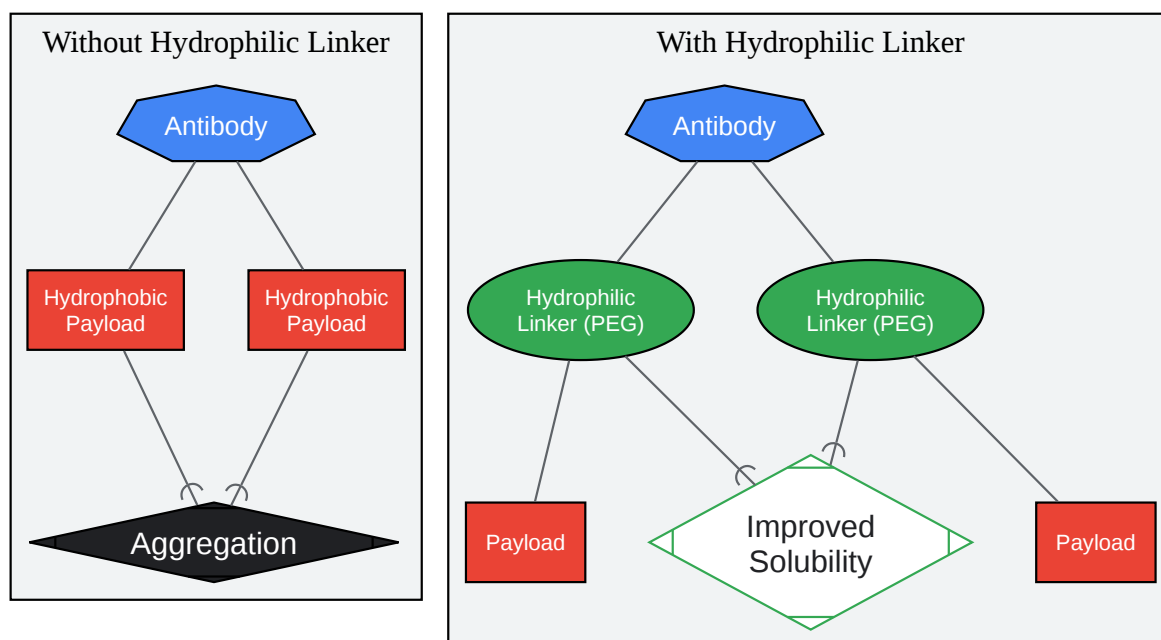 Without Hydrophilic Linker
Antibody
Hydrophobic
Payload
Hydrophobic
Payload
Aggregation
With Hydrophilic Linker
Antibody
Hydrophilic
Linker (PEG)
Hydrophilic
Linker (PEG)
Payload
Improved
Solubility
Payload